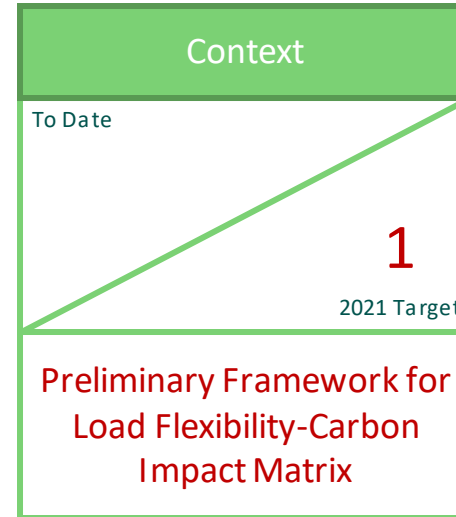 Context
To Date
1
2021 Target
Preliminary Framework for
Load Flexibility-Carbon
Impact Matrix